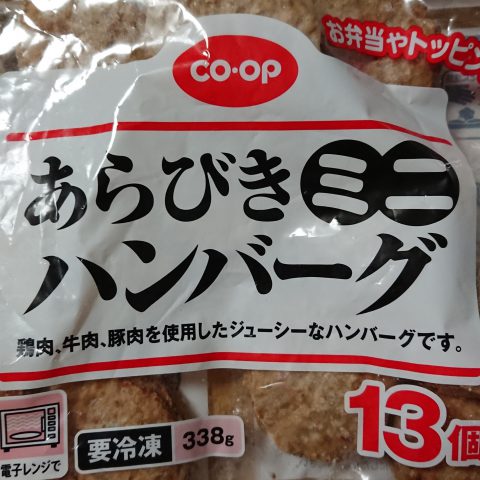 お弁当やトッピン
CO·OP
あらびきミニ
ハンバーグ
鶏肉、牛肉、豚肉を使用したジューシーなハンバーグです。
13個
要冷凍 338g
電子レンジで